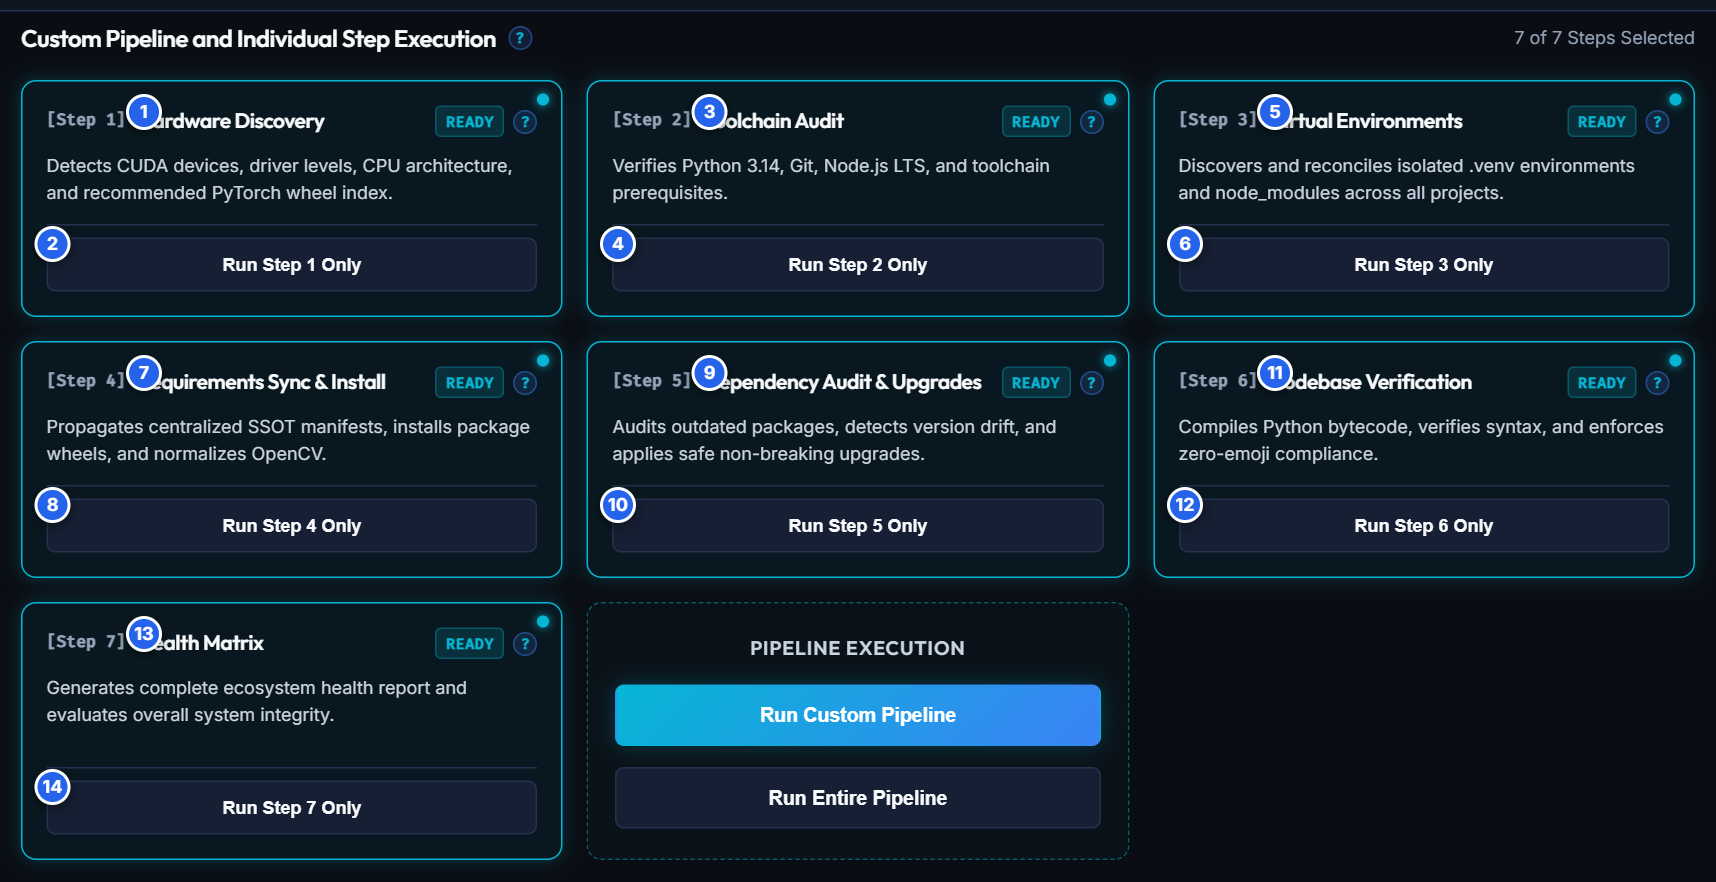 Custom Pipeline and Individual Step Execution ?
7 of 7 Steps Selected
[Step 1] 1 ardware Discovery READY ?
Detects CUDA devices, driver levels, CPU architecture,
and recommended PyTorch wheel index.
2
Run Step 1 Only
[Step 2] 3 olchain Audit READY ?
Verifies Python 3.14, Git, Node.js LTS, and toolchain
prerequisites.
4
Run Step 2 Only
[Step 3] 5 rtual Environments READY ?
Discovers and reconciles isolated .venv environments
and node_modules across all projects.
6
Run Step 3 Only
[Step 4] 7 equirements Sync & Install READY ?
Propagates centralized SSOT manifests, installs package
wheels, and normalizes OpenCV.
8
Run Step 4 Only
[Step 5] 9 ependency Audit & Upgrades READY ?
Audits outdated packages, detects version drift, and
applies safe non-breaking upgrades.
10
Run Step 5 Only
[Step 6] 11 odebase Verification READY ?
Compiles Python bytecode, verifies syntax, and enforces
zero-emoji compliance.
12
Run Step 6 Only
[Step 7] 13 ealth Matrix READY ?
Generates complete ecosystem health report and
evaluates overall system integrity.
14
Run Step 7 Only
PIPELINE EXECUTION
Run Custom Pipeline
Run Entire Pipeline